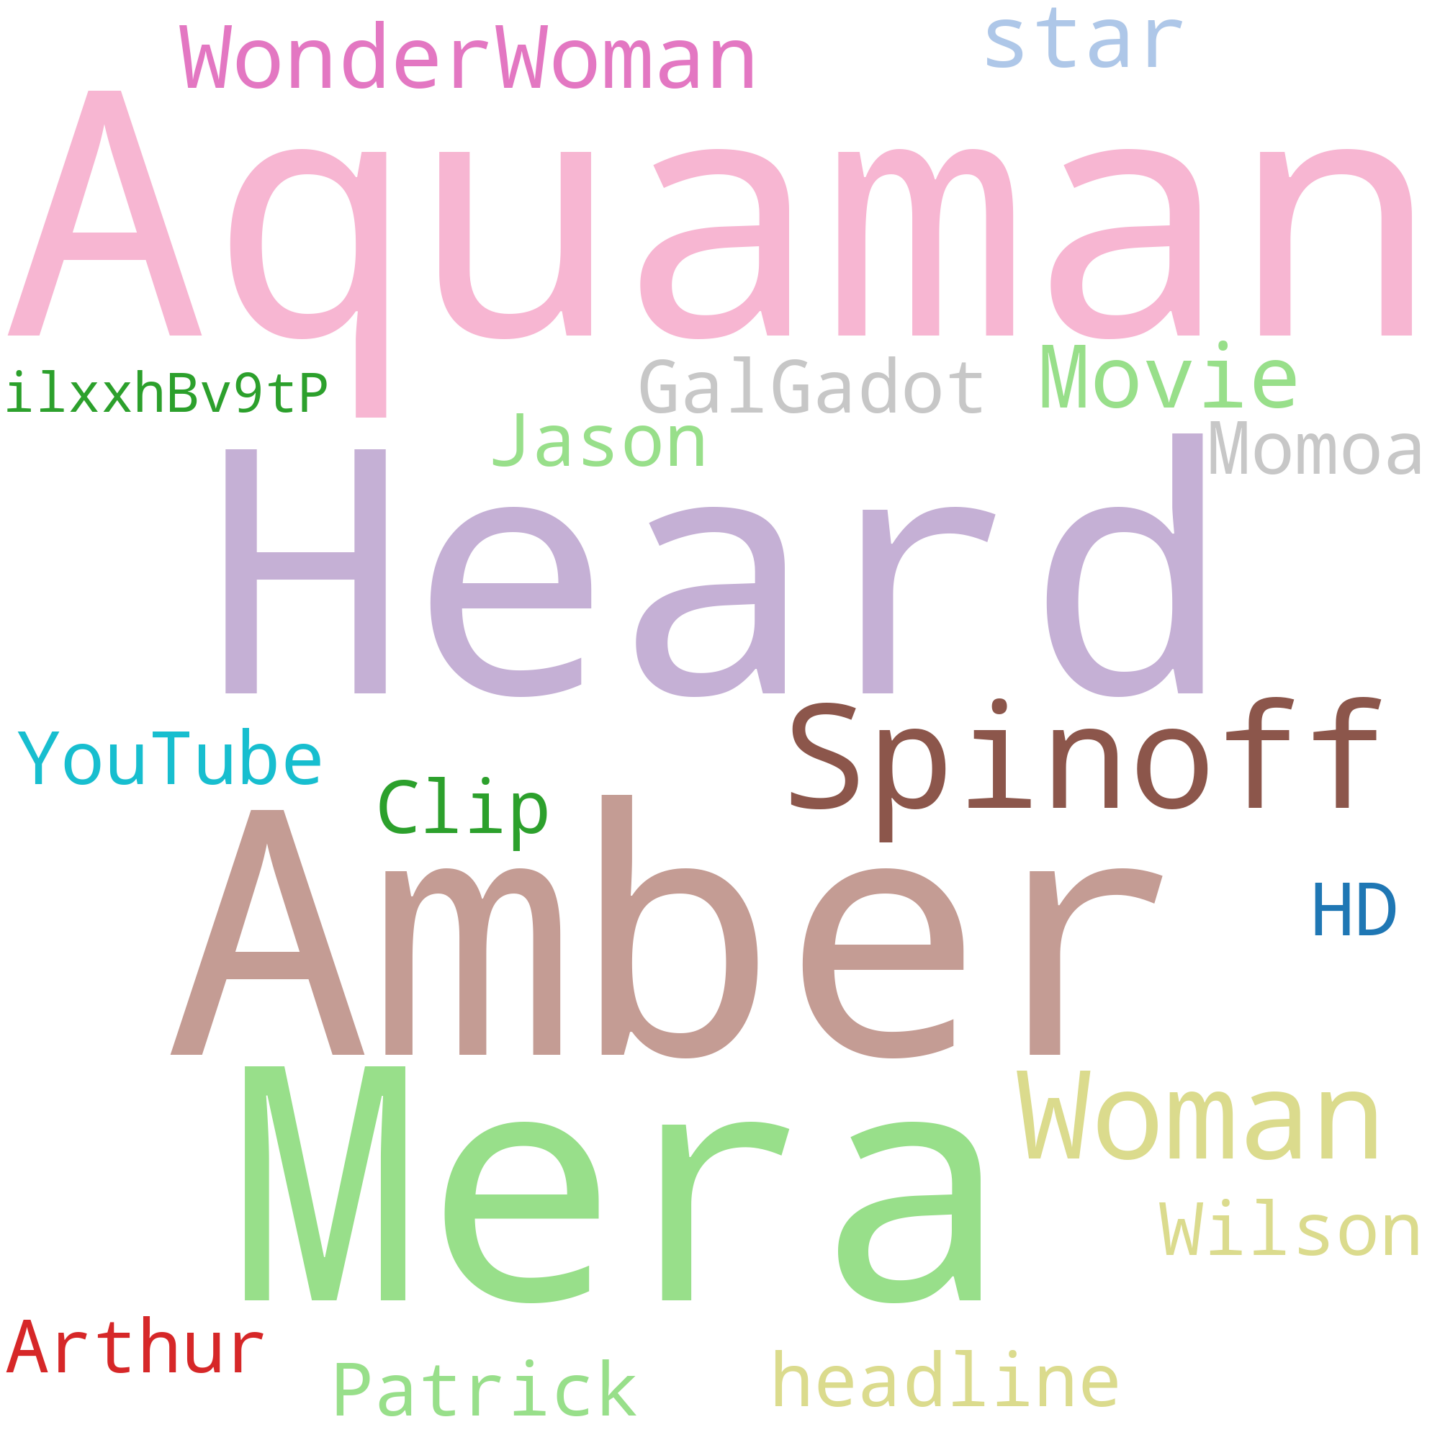 WonderWoman
star
Aquaman
ilxxhBv9tP
GalGadot
Movie
Jason
Momoa
Heard
Spinoff
YouTube
Clip
Amber
HD
Mera
Woman
Wilson
Arthur
Patrick
headline